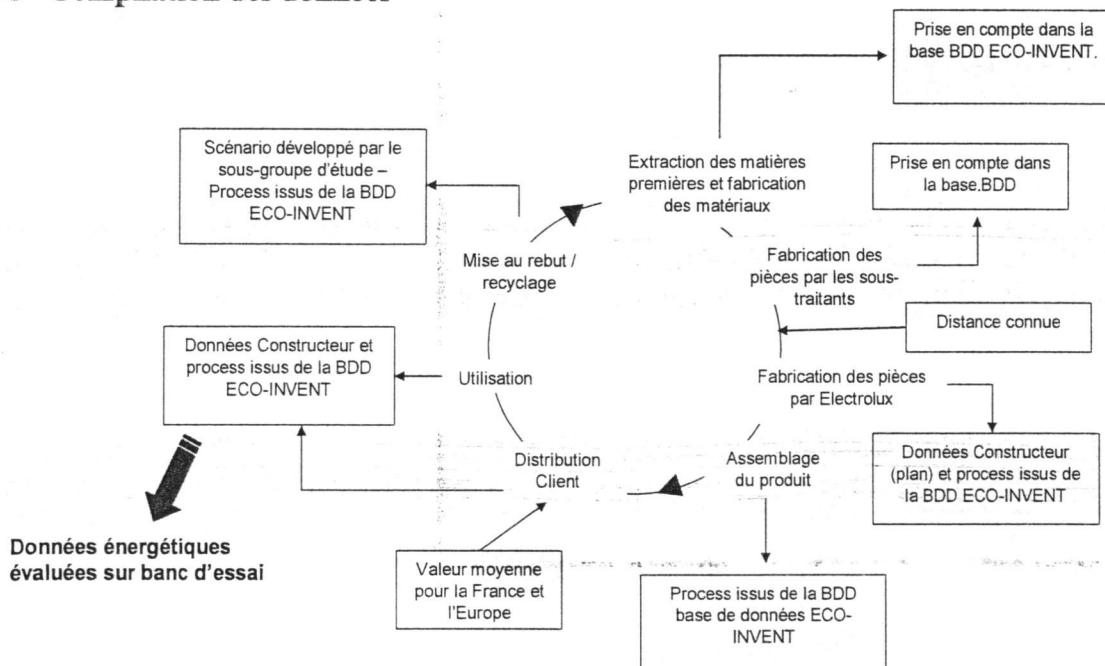 Prise en compte dans la
base BDD ECO-INVENT.
Scénario développé par le
sous-groupe d'étude –
Process issus de la BDD
ECO-INVENT
Extraction des matières
premières et fabrication
des matériaux
Prise en compte dans
la base.BDD
Mise au rebut /
recyclage
Fabrication des
pièces par les sous-
traitants
Distance connue
Données Constructeur et
process issus de la BDD
ECO-INVENT
Utilisation
Fabrication des pièces
par Electrolux
Distribution
Client
Assemblage
du produit
Données Constructeur
(plan) et process issus de
la BDD ECO-INVENT
Données énergétiques
évaluées sur banc d'essai
Valeur moyenne
pour la France et
l'Europe
Process issus de la BDD
base de données ECO-
INVENT